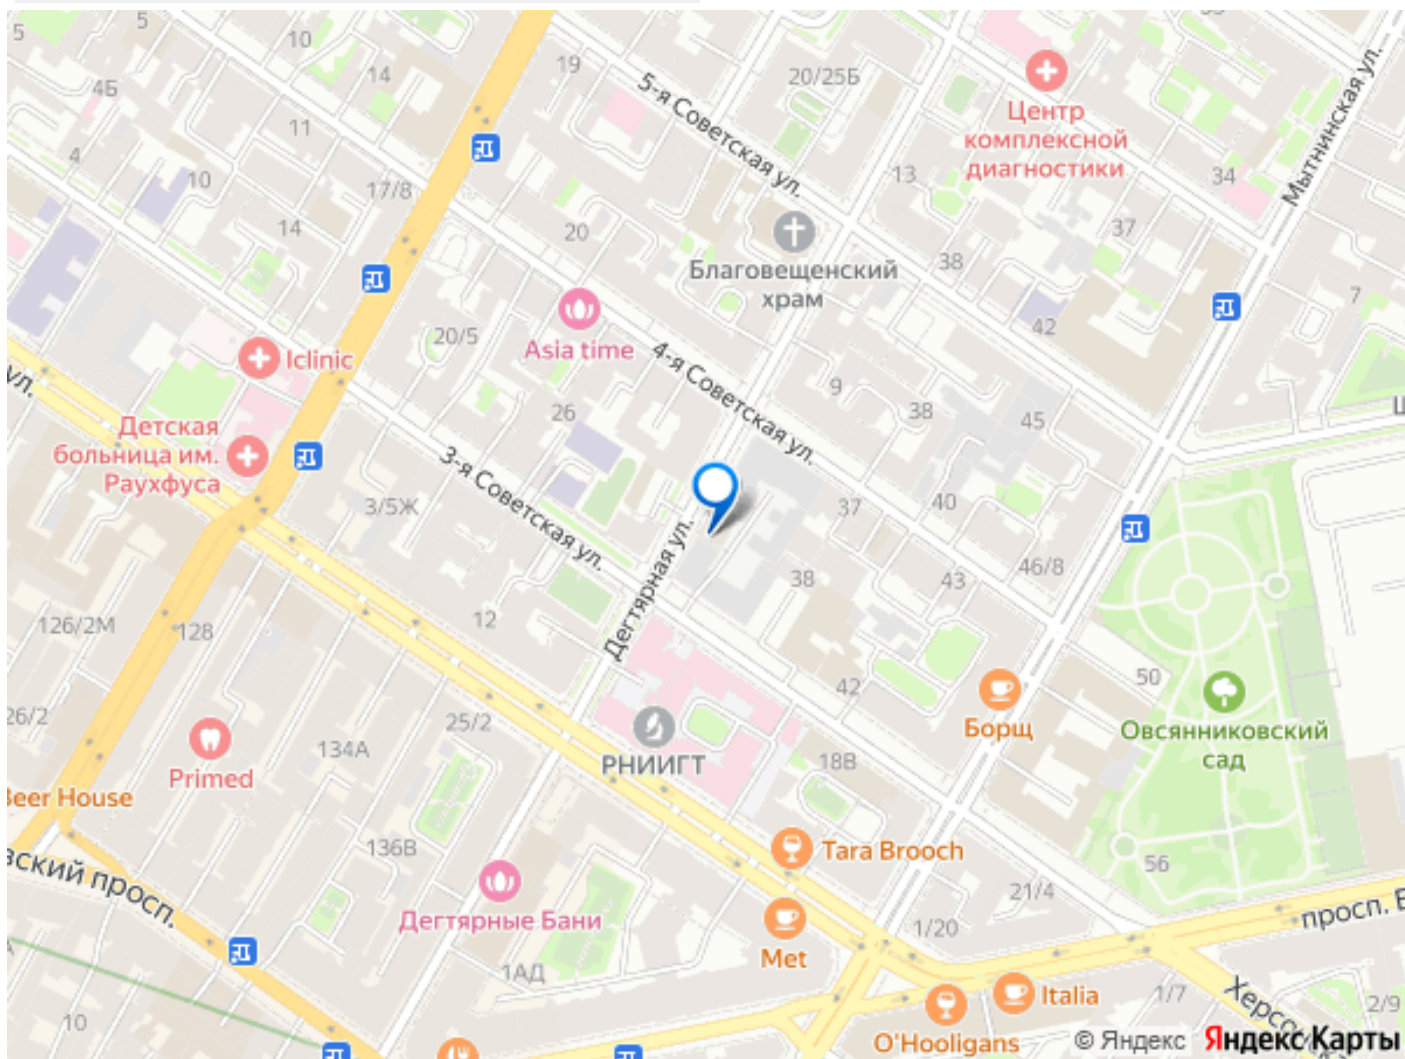 5
5
10
14
19
20/25Б
33
4Б
11
Центр
комплексной
диагностики
5-я Советская ул.
Мытнинская ул.
4
10
17/8
13
34
14
20
37
38
Благовещенский
храм
7
42
20/5
Iclinic
Asia time
4-я Советская ул.
9
38
45
ул.
26
Детская
больница им.
Раухфуса
3-я Советская ул.
3/5Ж
37
40
Дегтярная ул.
46/8
38
43
126/2М
128
12
42
50
26/2
25/2
134А
Борщ
Овсянниковский
сад
РНИИГТ
18В
Primed
Beer House
136В
Tara Brooch
56
вский просп.
21/4
Дегтярные Бани
1/20
просп. Б
Met
1АД
Italia
1/7
Херсо
2/9
10
O'Hooligans
© Яндекс Яндекс Карты